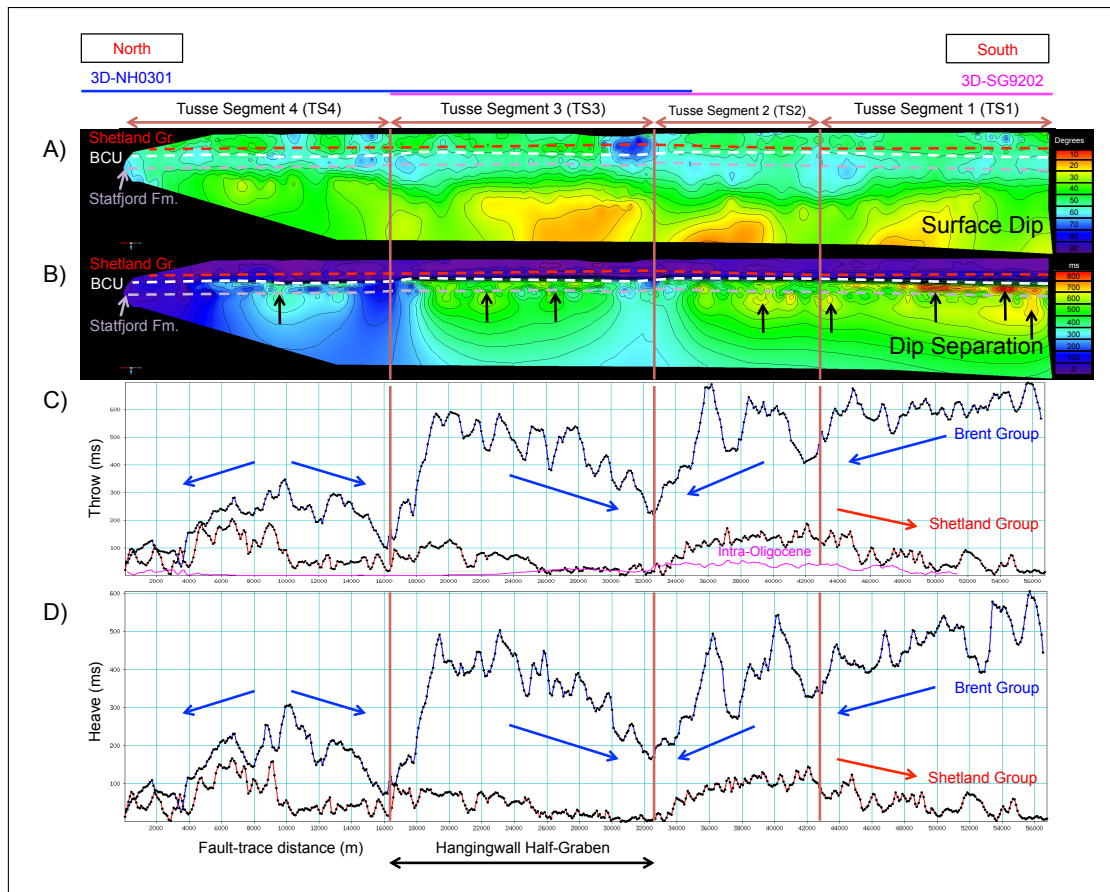 North
South
3D-NH0301
3D-SG9202
Tusse Segment 4 (TS4)
Tusse Segment 3 (TS3)
Tusse Segment 2 (TS2)
Tusse Segment 1 (TS1)
A)
Shetland Gr.
BCU
Statfjord Fm.
Surface Dip
Degrees
10
20
30
40
50
60
70
80
90
B)
Shetland Gr.
BCU
Statfjord Fm.
Dip Separation
ms
800
700
600
500
400
300
200
100
0
C)
Throw (ms)
600
500
400
300
200
100
Brent Group
Shetland Group
Intra-Oligocene
2000 4000 6000 8000 10000 12000 14000 16000 18000 20000 22000 24000 26000 28000 30000 32000 34000 36000 38000 40000 42000 44000 46000 48000 50000 52000 54000 56000
D)
Heave (ms)
600
500
400
300
200
100
Brent Group
Shetland Group
2000 4000 6000 8000 10000 12000 14000 16000 18000 20000 22000 24000 26000 28000 30000 32000 34000 36000 38000 40000 42000 44000 46000 48000 50000 52000 54000 56000
Fault-trace distance (m)
Hangingwall Half-Graben